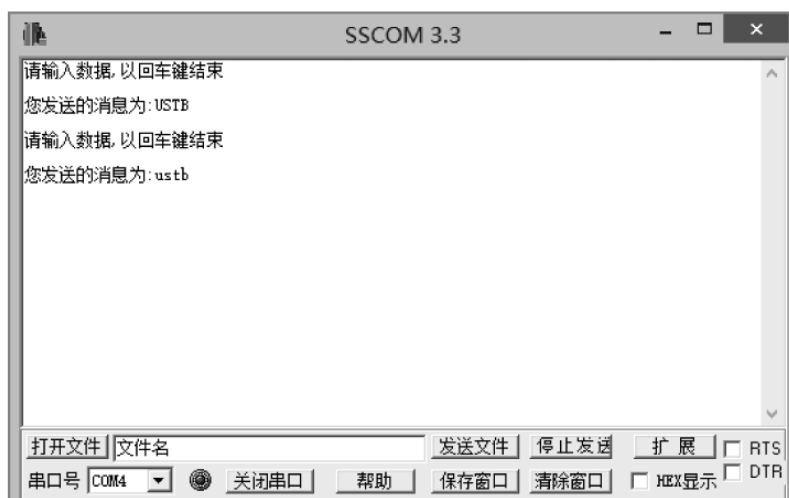 SSCOM 3.3
请输入数据,以回车键结束
您发送的消息为:USTB
请输入数据,以回车键结束
您发送的消息为:ustb
打开文件 文件名 发送文件 停止发送 扩 展 RTS
串口号 COM4 关闭串口 帮助 保存窗口 清除窗口 HEX显示 DTR